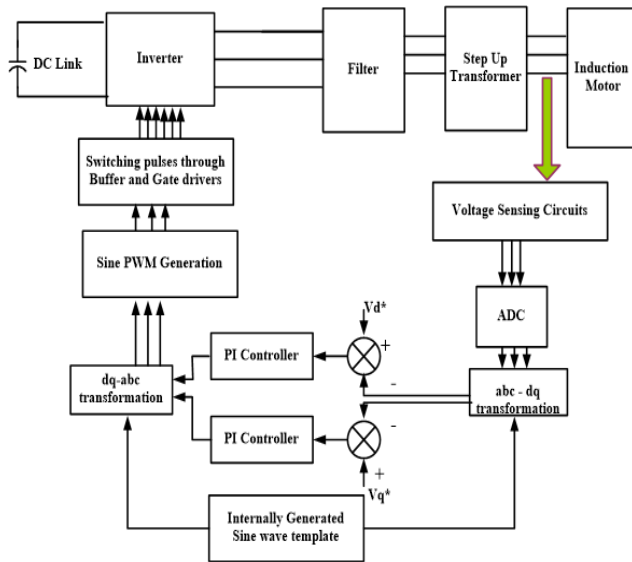 DC Link
Inverter
Filter
Step Up
Transformer
Induction
Motor
Switching pulses through
Buffer and Gate drivers
Voltage Sensing Circuits
Sine PWM Generation
ADC
Vd*
+
PI Controller
-
dq-abc
transformation
abc - dq
transformation
PI Controller
-
+
Vq*
Internally Generated
Sine wave template